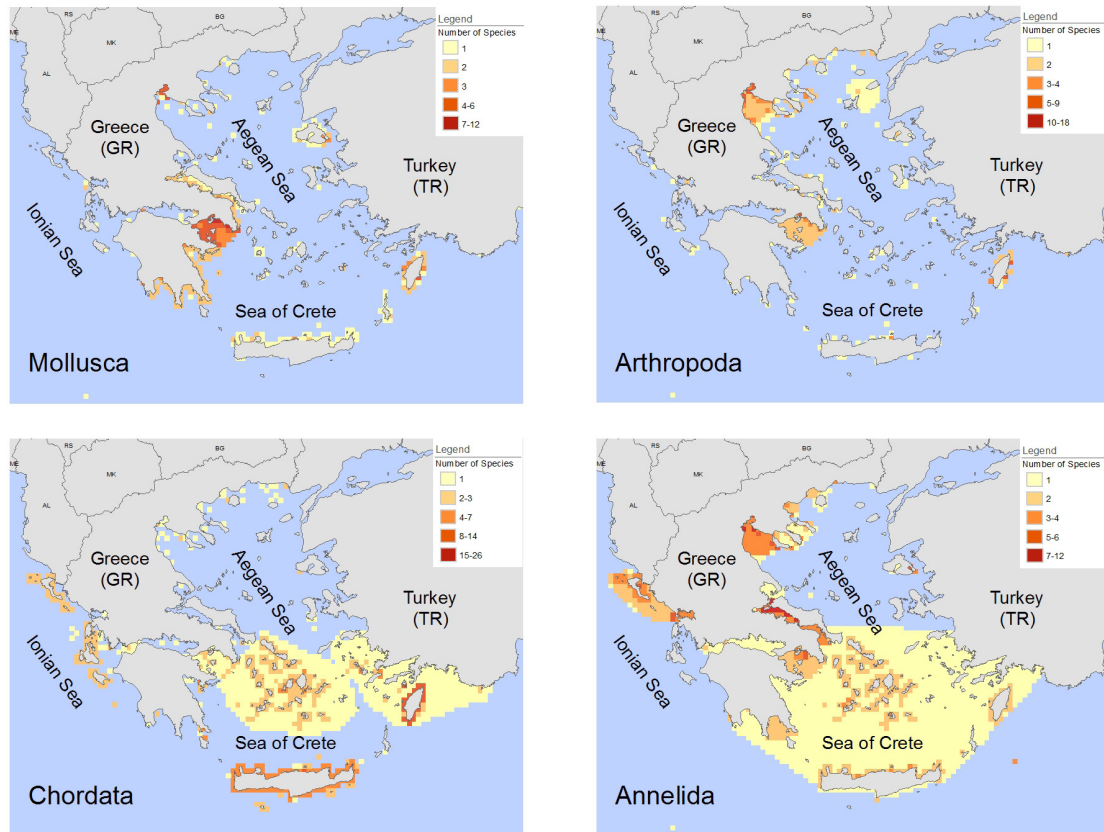 RS
BG
ME
MK
AL
Greece
(GR)
Aegean Sea
Turkey
(TR)
Ionian Sea
Sea of Crete
Mollusca
Legend
Number of Species
1
2
3
4-6
7-12
RS
BG
ME
MK
AL
Greece
(GR)
Aegean Sea
Turkey
(TR)
Ionian Sea
Sea of Crete
Arthropoda
Legend
Number of Species
1
2
3-4
5-9
10-18
RS
BG
ME
MK
AL
Greece
(GR)
Aegean Sea
Turkey
(TR)
Ionian Sea
Sea of Crete
Chordata
Legend
Number of Species
1
2-3
4-7
8-14
15-26
RS
BG
ME
MK
AL
Greece
(GR)
Aegean Sea
Turkey
(TR)
Ionian Sea
Sea of Crete
Annelida
Legend
Number of Species
1
2
3-4
5-6
7-12